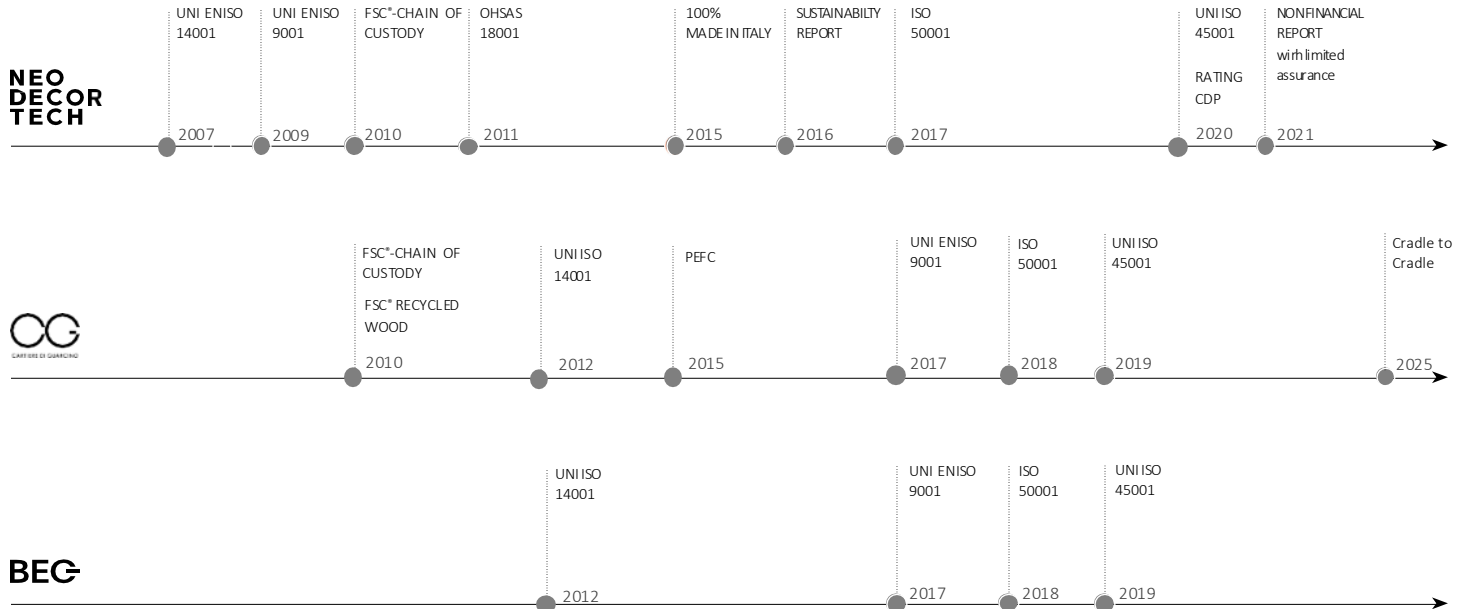 UNI ENISO
14001
UNI ENISO
9001
FSC®-CHAIN OF
CUSTODY
OHSAS
18001
100%
MADE IN ITALY
SUSTAINABILTY
REPORT
ISO
50001
UNI ISO
45001
RATING
CDP
NONFINANCIAL
REPORT
wirh limited
assurance
NEO
DECOR
TECH
2007
2009
2010
2011
2015
2016
2017
2020
2021
FSC®-CHAIN OF
CUSTODY
FSC® RECYCLED
WOOD
UNI ISO
14001
PEFC
UNI ENISO
9001
ISO
50001
UNI ISO
45001
Cradle to
Cradle
CG
CARTIERE DI GUARCINO
2010
2012
2015
2017
2018
2019
2025
UNI ISO
14001
UNI ENISO
9001
ISO
50001
UNI ISO
45001
BEG
2012
2017
2018
2019